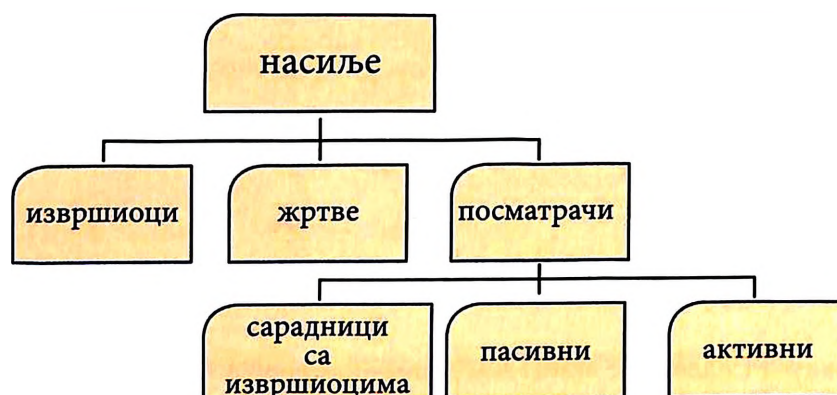 насиље
извршиоци
жртве
посматрачи
сарадници
са
извршиоцима
пасивни
активни